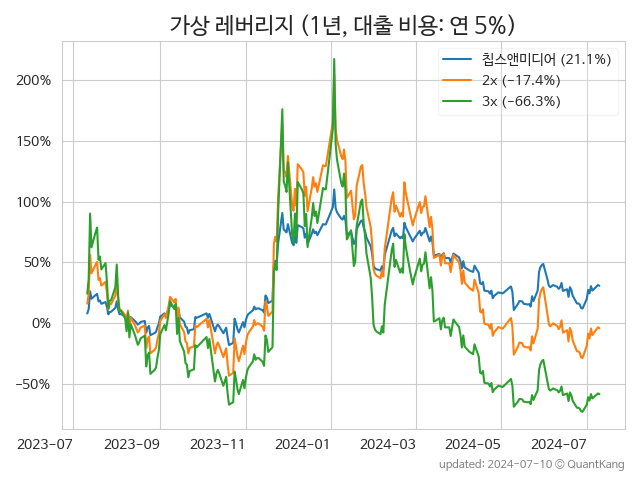 가상 레버리지 (1년, 대출 비용: 연 5%)
칩스앤미디어 (21.1%)
2x (−17.4%)
3x (−66.3%)
200%
150%
100%
50%
0%
−50%
2023-07 2023-09 2023-11 2024-01 2024-03 2024-05 2024-07
updated: 2024-07-10 © QuantKang